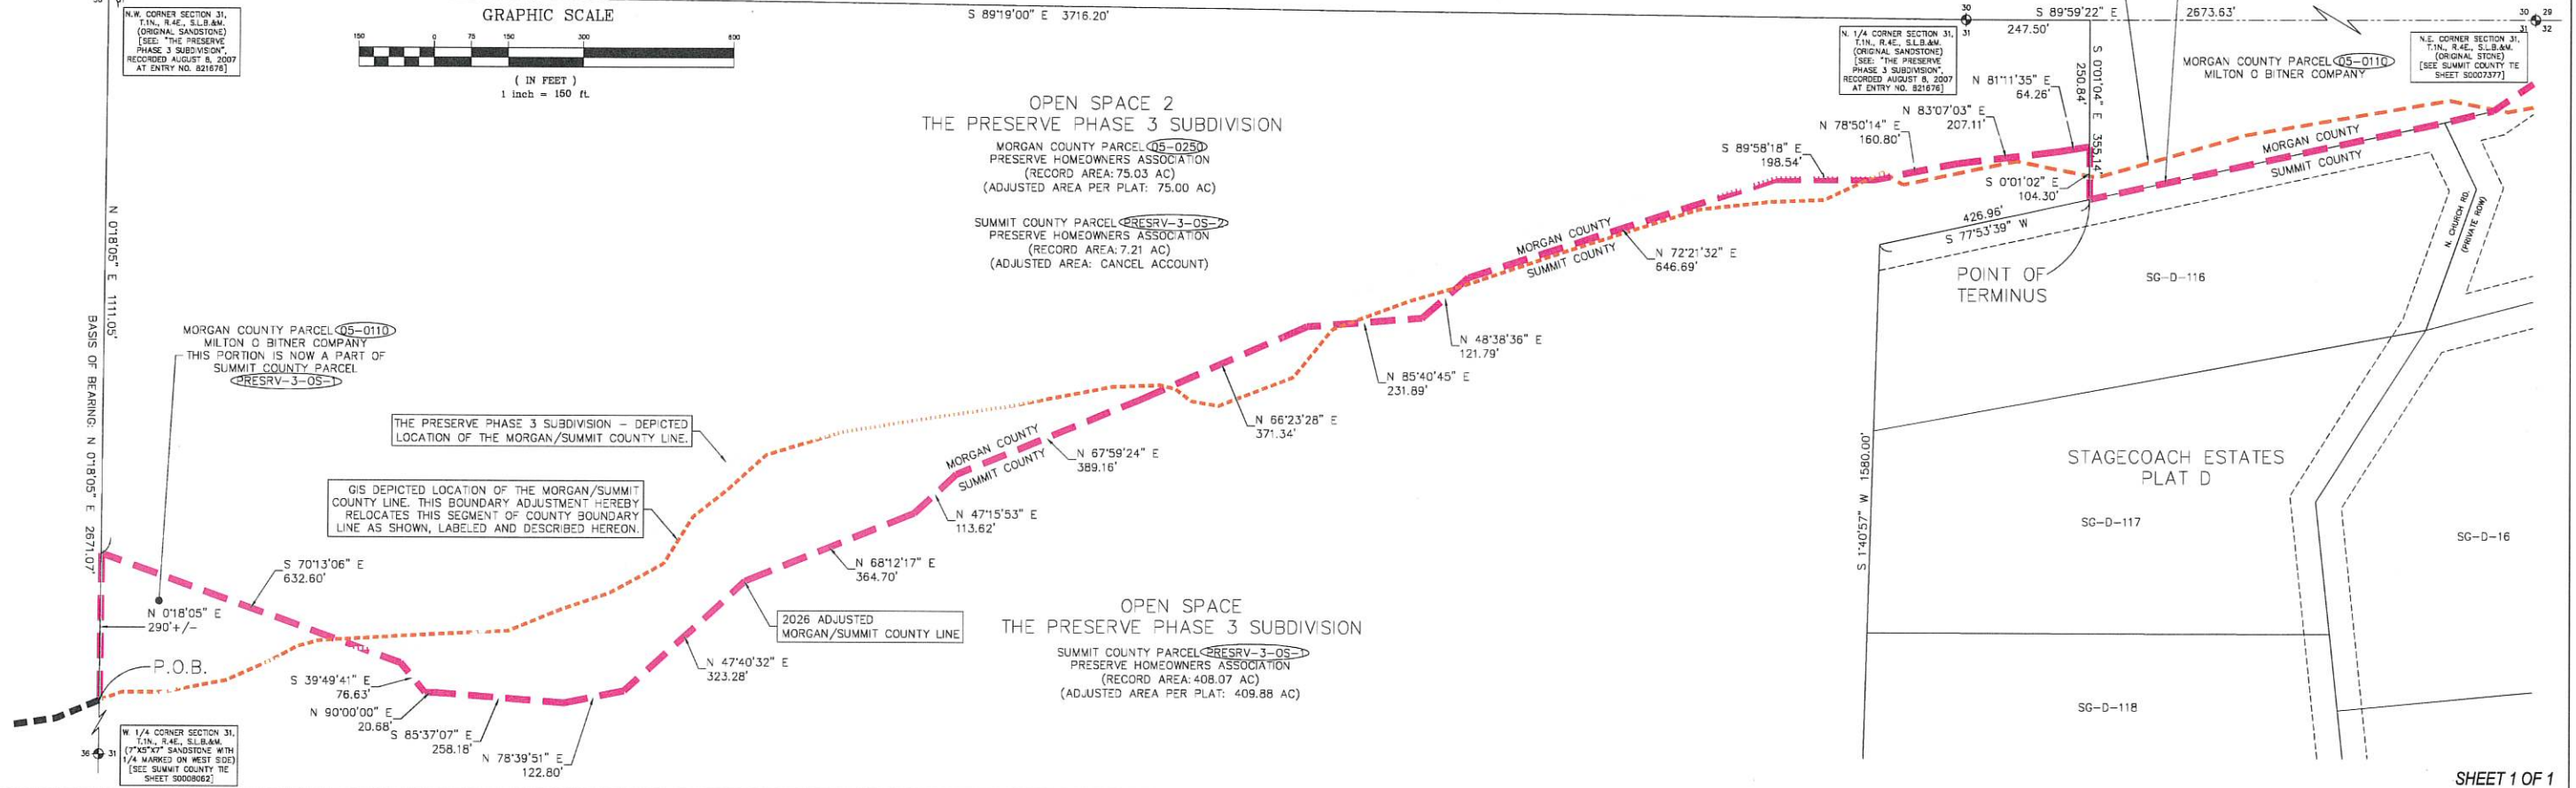 36
N.W. CORNER SECTION 31,
T.1N., R.4E., S.L.B.&M.
(ORIGINAL SANDSTONE)
[SEE: "THE PRESERVE
PHASE 3 SUBDIVISION",
RECORDED AUGUST 8, 2007
AT ENTRY NO. 821676]
GRAPHIC SCALE
150 0 75 150 300 600
( IN FEET )
1 inch = 150 ft.
S 89°19'00" E 3716.20'
OPEN SPACE 2
THE PRESERVE PHASE 3 SUBDIVISION
MORGAN COUNTY PARCEL 05-0250
PRESERVE HOMEOWNERS ASSOCIATION
(RECORD AREA: 75.03 AC)
(ADJUSTED AREA PER PLAT: 75.00 AC)
SUMMIT COUNTY PARCEL PRESRV-3-OS-2
PRESERVE HOMEOWNERS ASSOCIATION
(RECORD AREA: 7.21 AC)
(ADJUSTED AREA: CANCEL ACCOUNT)
30
31
N. 1/4 CORNER SECTION 31,
T.1N., R.4E., S.L.B.&M.
(ORIGINAL SANDSTONE)
[SEE: "THE PRESERVE
PHASE 3 SUBDIVISION",
RECORDED AUGUST 8, 2007
AT ENTRY NO. 821676]
S 89°59'22" E 2673.63'
247.50'
S 0°01'04" E 355.14'
250.84'
30 29
31 32
N.E. CORNER SECTION 31,
T.1N., R.4E., S.L.B.&M.
(ORIGINAL STONE)
[SEE SUMMIT COUNTY TIE
SHEET S0007377]
MORGAN COUNTY PARCEL 05-0110
MILTON O BITNER COMPANY
N 81°11'35" E
64.26'
N 83°07'03" E
207.11'
N 78°50'14" E
160.80'
S 89°58'18" E
198.54'
MORGAN COUNTY
SUMMIT COUNTY
S 0°01'02" E
104.30'
426.96'
S 77°53'39" W
N. CHURCH RD.
(PRIVATE ROW)
POINT OF
TERMINUS
SG-D-116
MORGAN COUNTY
SUMMIT COUNTY
N 72°21'32" E
646.69'
N 48°38'36" E
121.79'
N 85°40'45" E
231.89'
N 66°23'28" E
371.34'
N 0°18'05" E 1111.05'
BASIS OF BEARING: N 0°18'05" E 2671.07'
MORGAN COUNTY PARCEL 05-0110
MILTON O BITNER COMPANY
THIS PORTION IS NOW A PART OF
SUMMIT COUNTY PARCEL
PRESRV-3-OS-1
THE PRESERVE PHASE 3 SUBDIVISION - DEPICTED
LOCATION OF THE MORGAN/SUMMIT COUNTY LINE.
GIS DEPICTED LOCATION OF THE MORGAN/SUMMIT
COUNTY LINE. THIS BOUNDARY ADJUSTMENT HEREBY
RELOCATES THIS SEGMENT OF COUNTY BOUNDARY
LINE AS SHOWN, LABELED AND DESCRIBED HEREON.
MORGAN COUNTY
SUMMIT COUNTY
N 67°59'24" E
389.16'
N 47°15'53" E
113.62'
N 68°12'17" E
364.70'
S 70°13'06" E
632.60'
N 0°18'05" E
290'+/-
P.O.B.
2026 ADJUSTED
MORGAN/SUMMIT COUNTY LINE
N 47°40'32" E
323.28'
S 39°49'41" E
76.63'
N 90°00'00" E
20.68'
S 85°37'07" E
258.18'
N 78°39'51" E
122.80'
36 31
W. 1/4 CORNER SECTION 31,
T.1N., R.4E., S.L.B.&M.
(7"X5"X7" SANDSTONE WITH
1/4 MARKED ON WEST SIDE)
[SEE SUMMIT COUNTY TIE
SHEET S0008062]
OPEN SPACE
THE PRESERVE PHASE 3 SUBDIVISION
SUMMIT COUNTY PARCEL PRESRV-3-OS-1
PRESERVE HOMEOWNERS ASSOCIATION
(RECORD AREA: 408.07 AC)
(ADJUSTED AREA PER PLAT: 409.88 AC)
S 1°40'57" W 1580.00'
STAGECOACH ESTATES
PLAT D
SG-D-117
SG-D-16
SG-D-118
SHEET 1 OF 1